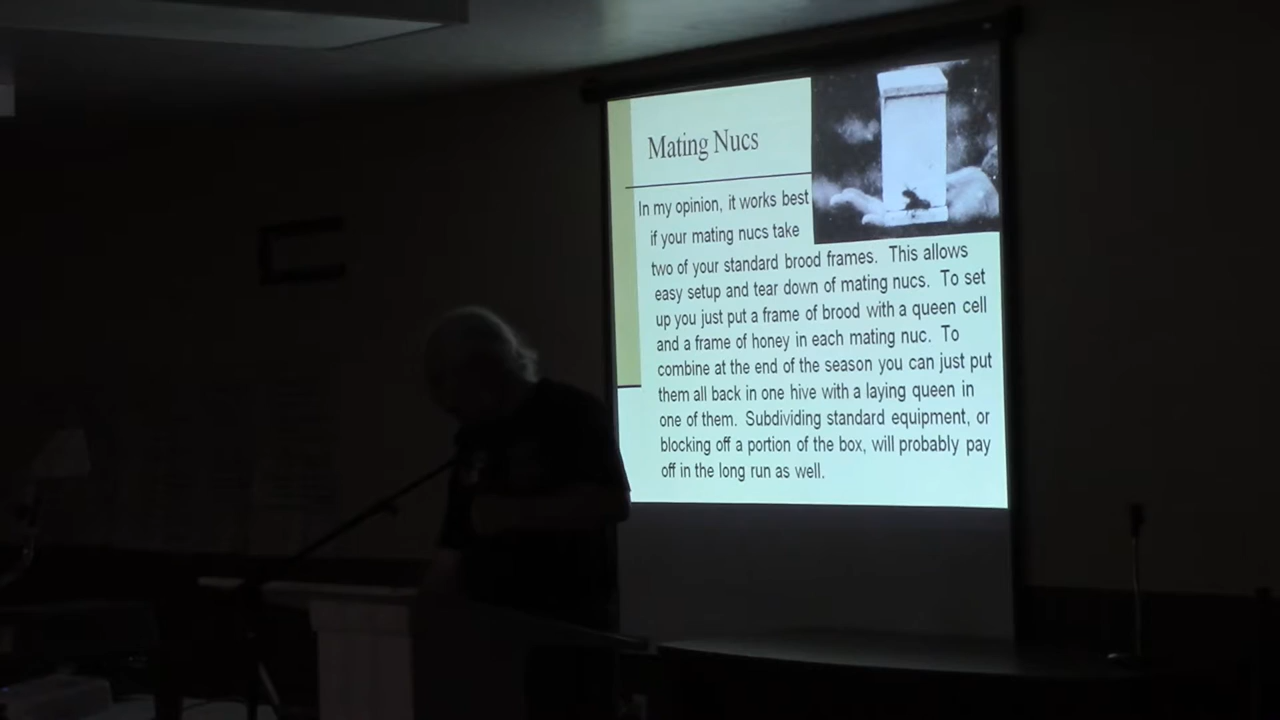 Mating Nucs
In my opinion, it works best
if your mating nucs take
two of your standard brood frames. This allows
easy setup and tear down of mating nucs. To set
up you just put a frame of brood with a queen cell
and a frame of honey in each mating nuc. To
combine at the end of the season you can just put
them all back in one hive with a laying queen in
one of them. Subdividing standard equipment, or
blocking off a portion of the box, will probably pay
off in the long run as well.